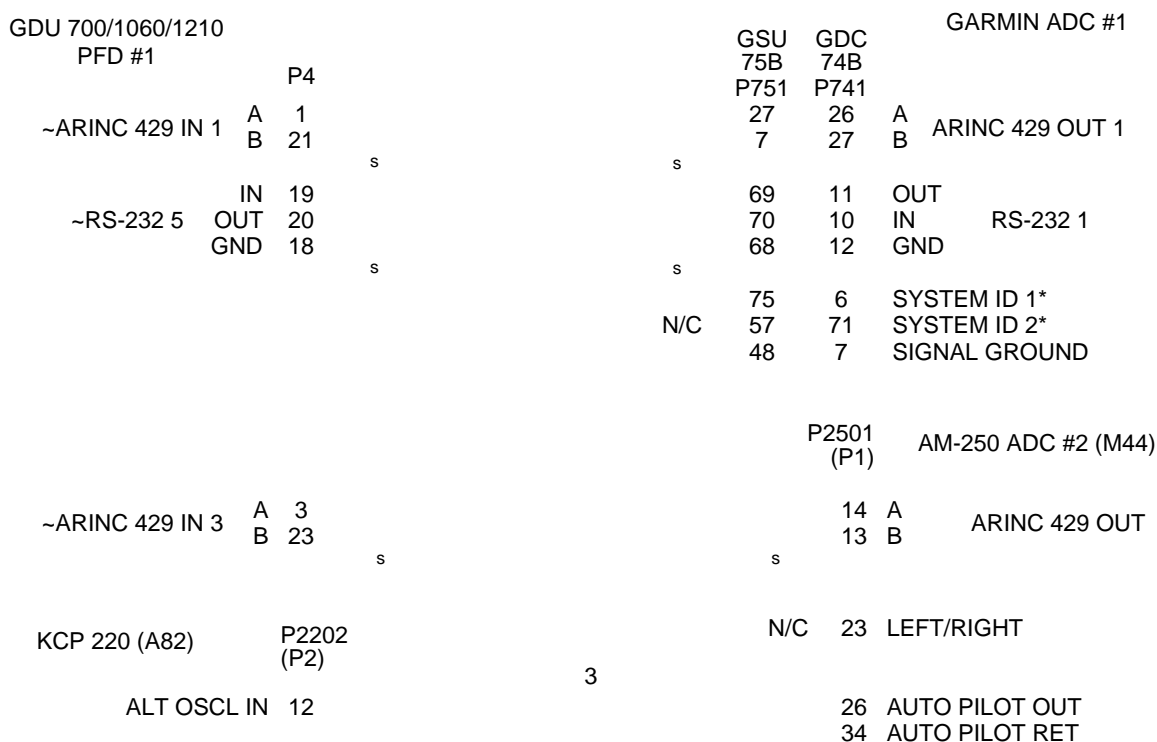 GDU 700/1060/1210
PFD #1
P4
~ARINC 429 IN 1 A 1
B 21
s
IN 19
~RS-232 5 OUT 20
GND 18
s
GARMIN ADC #1
GSU GDC
75B 74B
P751 P741
27 26 A ARINC 429 OUT 1
7 27 B
s
69 11 OUT
70 10 IN RS-232 1
68 12 GND
s
75 6 SYSTEM ID 1*
N/C 57 71 SYSTEM ID 2*
48 7 SIGNAL GROUND
P2501
(P1)
AM-250 ADC #2 (M44)
~ARINC 429 IN 3 A 3
B 23
s
14 A ARINC 429 OUT
13 B
s
KCP 220 (A82) P2202
(P2)
N/C 23 LEFT/RIGHT
3
ALT OSCL IN 12
26 AUTO PILOT OUT
34 AUTO PILOT RET